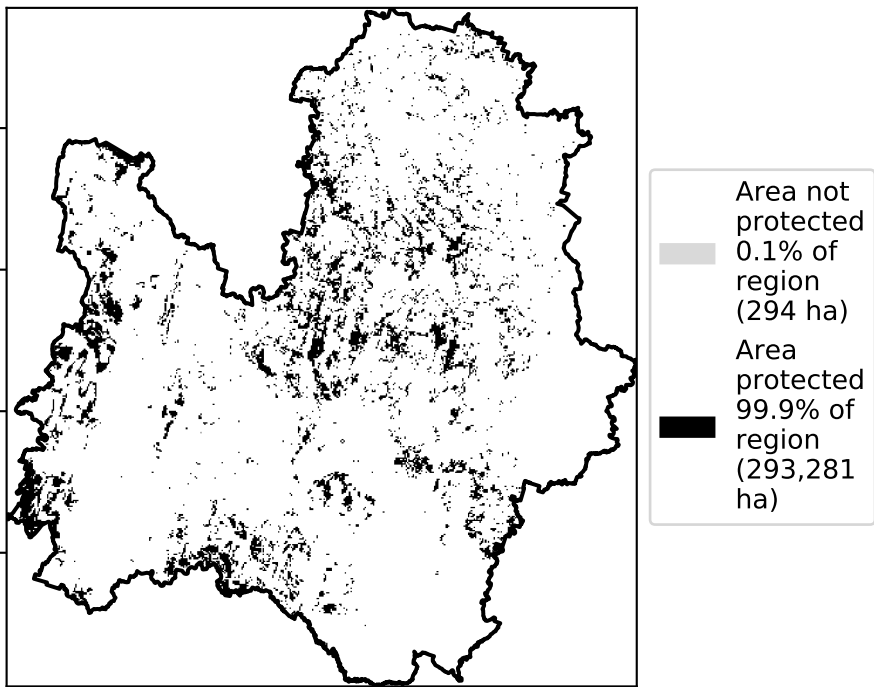 Area not
protected
0.1% of
region
(294 ha)
Area
protected
99.9% of
region
(293,281
ha)